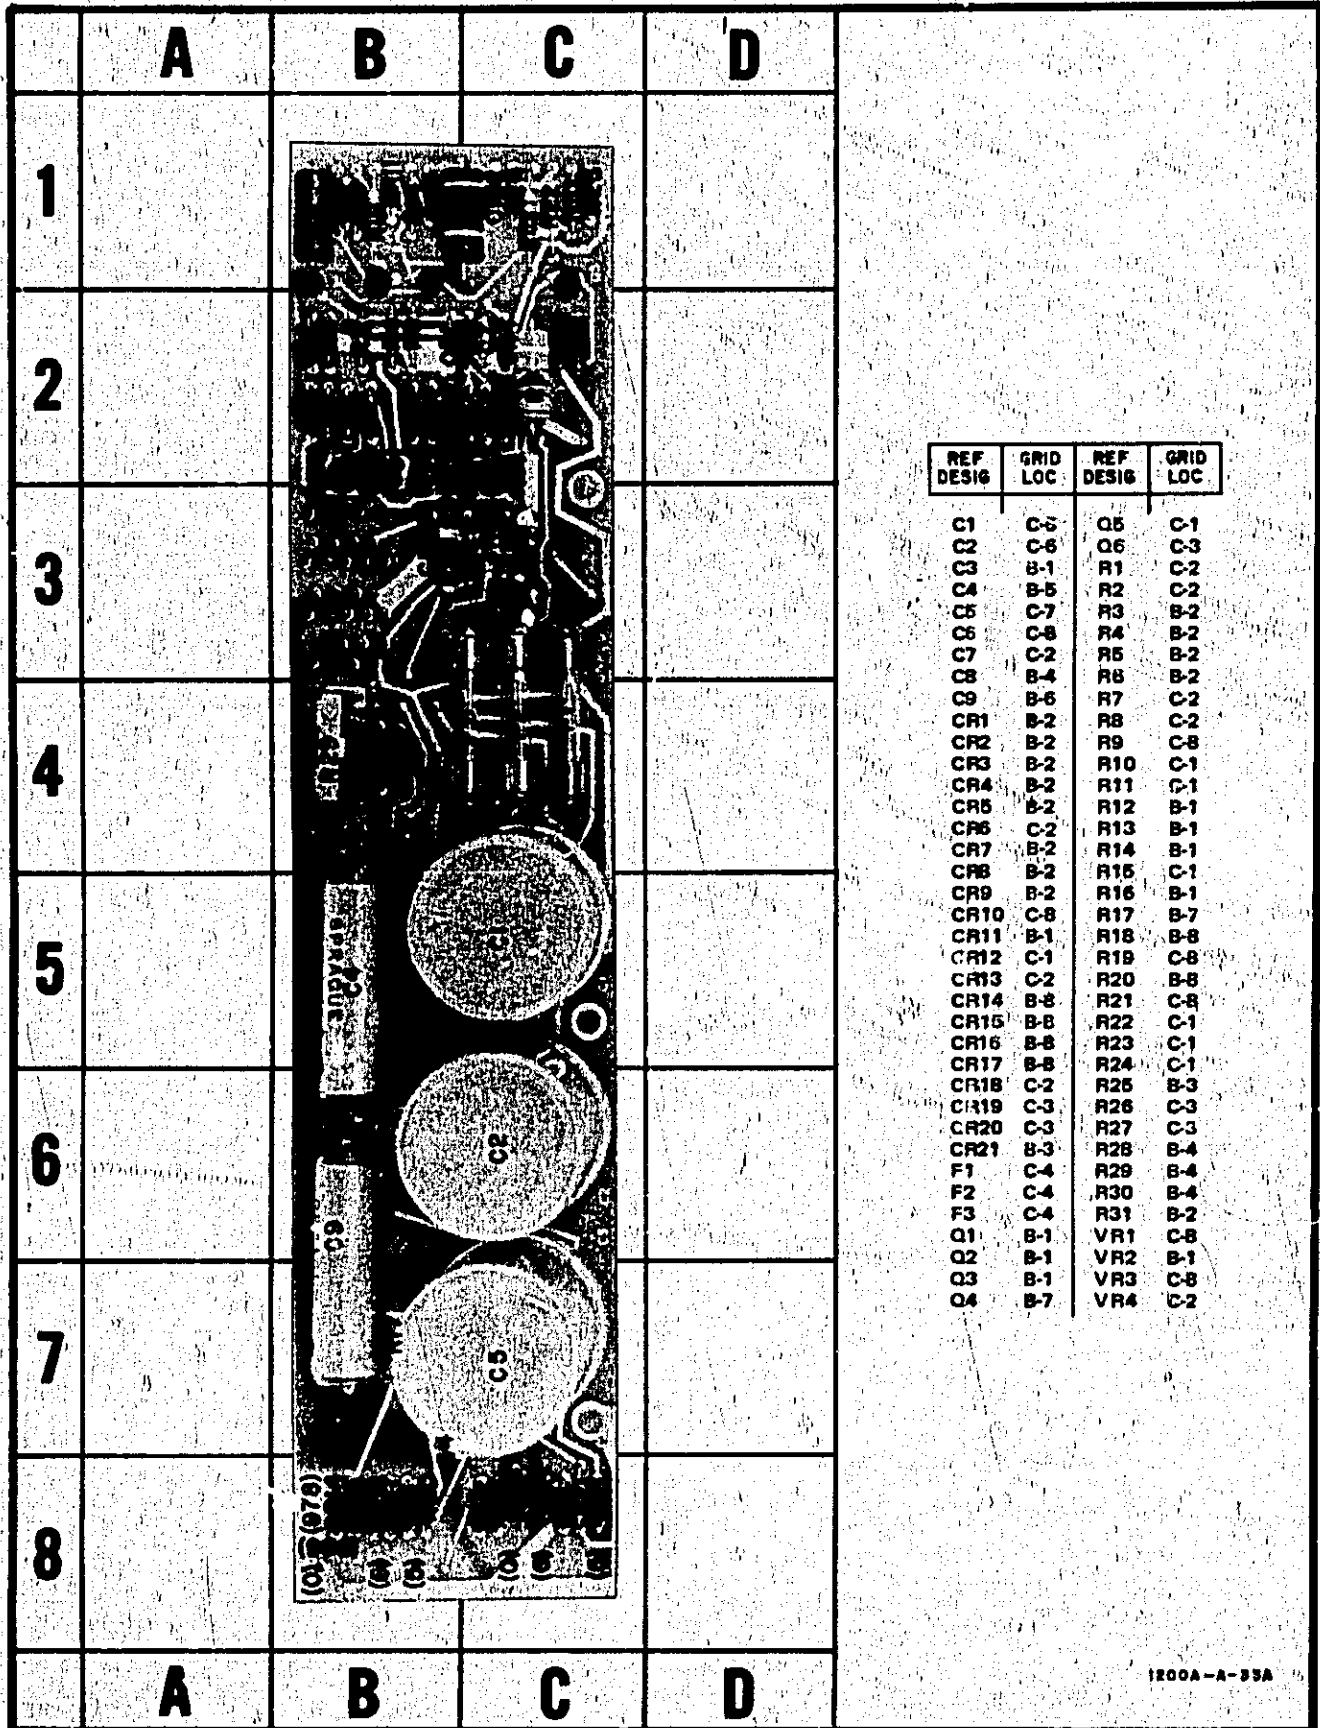 A B C D
1
2
3
4
5
6
7
8
SPRAGUE
C4
C1
C2
C9
C5
(0) (978)
(6) (5) (0) (6)
A B C D
REF DESIG GRID LOC REF DESIG GRID LOC
C1 Q5 C-1
C2 C-6 Q6 C-3
C3 B-1 R1 C-2
C4 B-5 R2 C-2
C5 C-7 R3 B-2
C6 C-8 R4 B-2
C7 C-2 R5 B-2
C8 B-4 R6 B-2
C9 B-6 R7 C-2
CR1 B-2 R8 C-2
CR2 B-2 R9 C-8
CR3 B-2 R10 C-1
CR4 B-2 R11 C-1
CR5 B-2 R12 B-1
CR6 C-2 R13 B-1
CR7 B-2 R14 B-1
CR8 B-2 R15 C-1
CR9 B-2 R16 B-1
CR10 C-8 R17 B-7
CR11 B-1 R18 B-8
CR12 C-1 R19 C-8
CR13 C-2 R20 B-8
CR14 B-8 R21 C-8
CR15 B-8 R22 C-1
CR16 B-8 R23 C-1
CR17 B-8 R24 C-1
CR18 C-2 R25 B-3
CR19 C-3 R26 C-3
CR20 C-3 R27 C-3
CR21 B-3 R28 B-4
F1 C-4 R29 B-4
F2 C-4 R30 B-4
F3 C-4 R31 B-2
Q1 B-1 VR1 C-8
Q2 B-1 VR2 B-1
Q3 B-1 VR3 C-8
Q4 B-7 VR4 C-2
1200A-A-33A